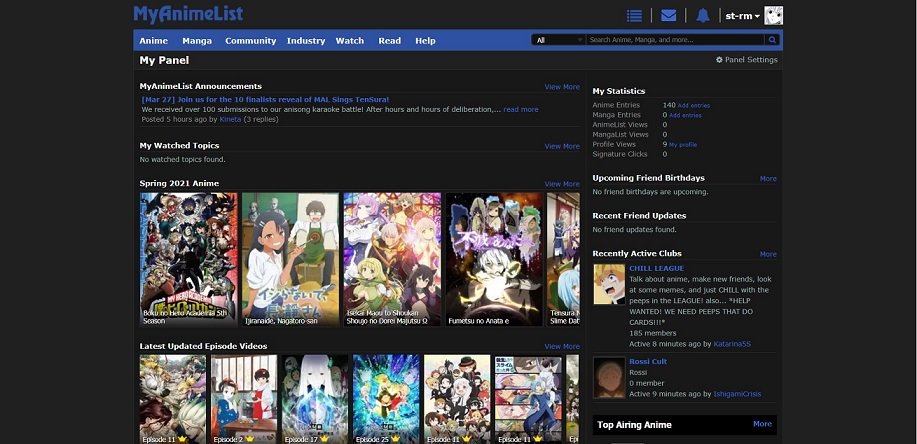 MyAnimeList
st-rm
Anime Manga Community Industry Watch Read Help
All Search Anime, Manga, and more...
My Panel
Panel Settings
MyAnimeList Announcements View More
[Mar 27] Join us for the 10 finalists reveal of MAL Sings TenSura!
We received over 100 submissions to our anisong karaoke battle! After hours and hours of deliberation,... read more
Posted 5 hours ago by Kineta (3 replies)
My Watched Topics View More
No watched topics found.
Spring 2021 Anime View More
MY HERO ACADEMIA
Boku no Hero Academia 5th
Season
Ijiranaide, Nagatoro-san
Isekai Maou to Shoukan
Shoujo no Dorei Majutsu Ω
Fumetsu no Anata e
Tensura N
Slime Dat
Latest Updated Episode Videos View More
Episode 11
Episode 2
Episode 17
Episode 25
Episode 11
Episode 11
My Statistics
Anime Entries 140 Add entries
Manga Entries 0 Add entries
AnimeList Views 0
MangaList Views 0
Profile Views 9 My profile
Signature Clicks 0
Upcoming Friend Birthdays More
No friend birthdays are upcoming.
Recent Friend Updates
No friend updates found.
Recently Active Clubs More
CHILL LEAGUE
Talk about anime, make new friends, look
at some memes, and just CHILL with the
peeps in the LEAGUE! also... *HELP
WANTED! WE NEED PEEPS THAT DO
CARDS!!!*
185 members
Active 8 minutes ago by Katarina5S
Rossi Cult
Rossi
0 member
Active 9 minutes ago by IshigamiCrisis
Top Airing Anime More